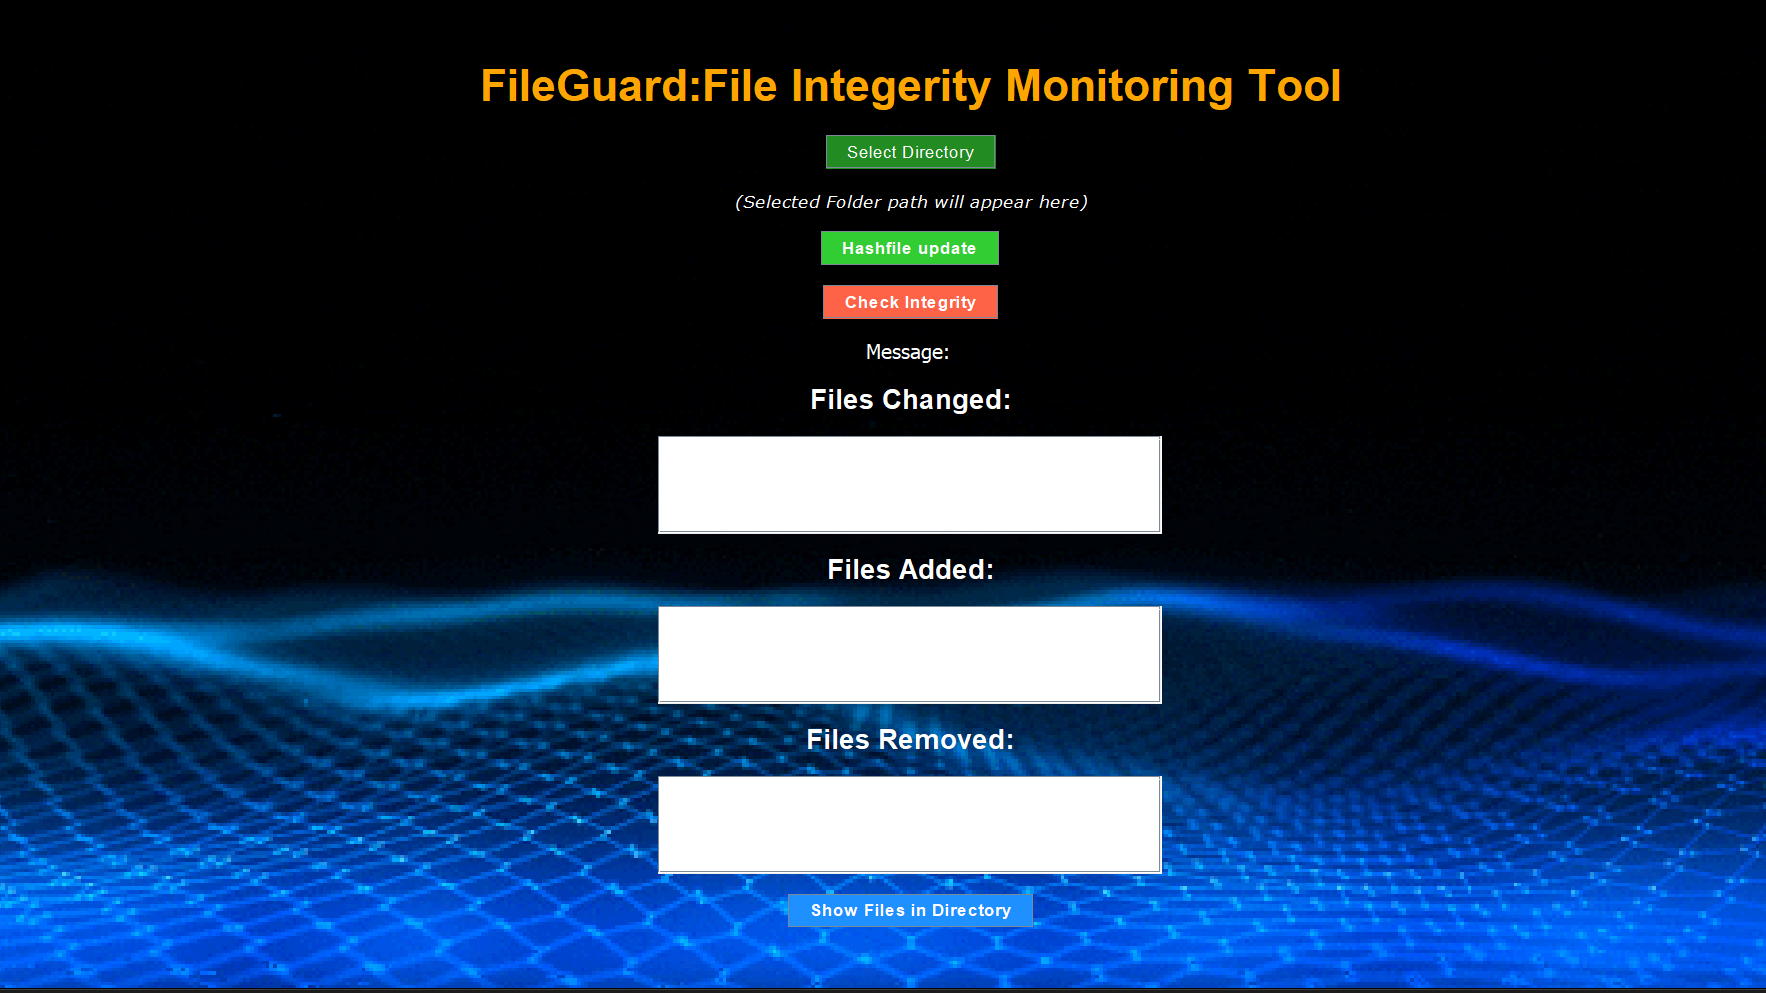 FileGuard:File Integerity Monitoring Tool
Select Directory
(Selected Folder path will appear here)
Hashfile update
Check Integrity
Message:
Files Changed:
Files Added:
Files Removed:
Show Files in Directory